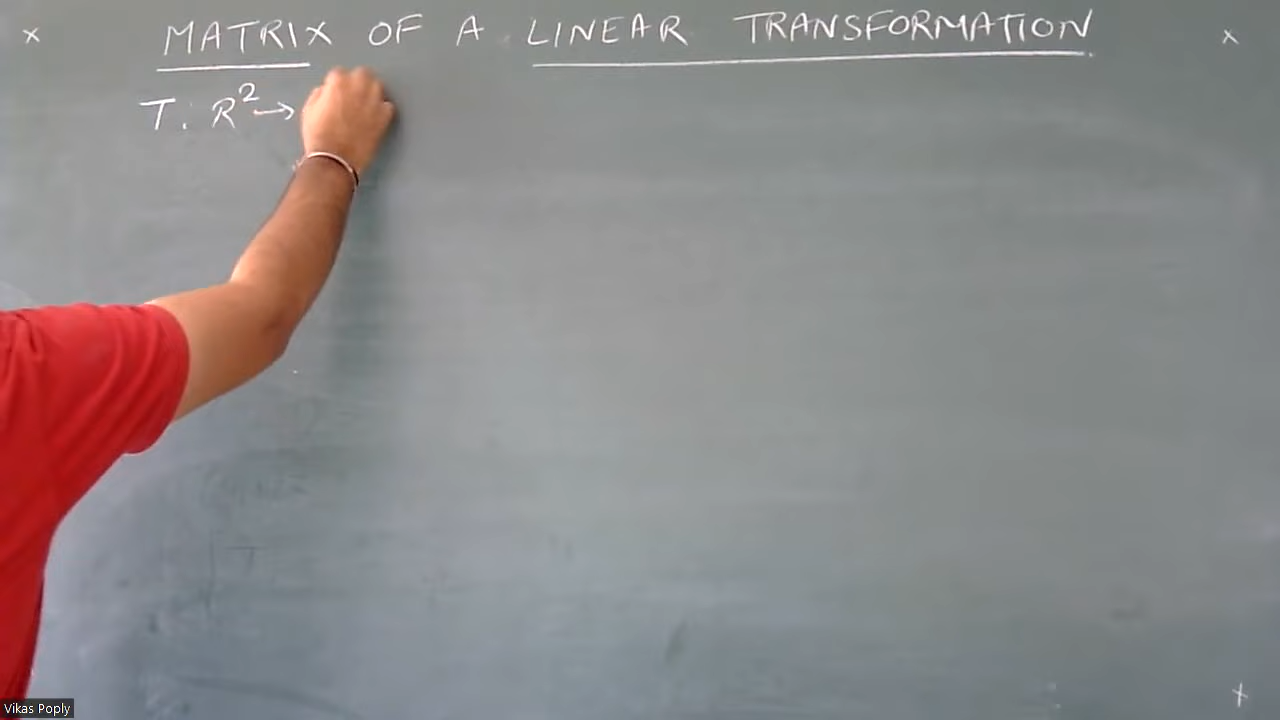 x MATRIX OF A LINEAR TRANSFORMATION x
T: R² →
x
Vikas Poply